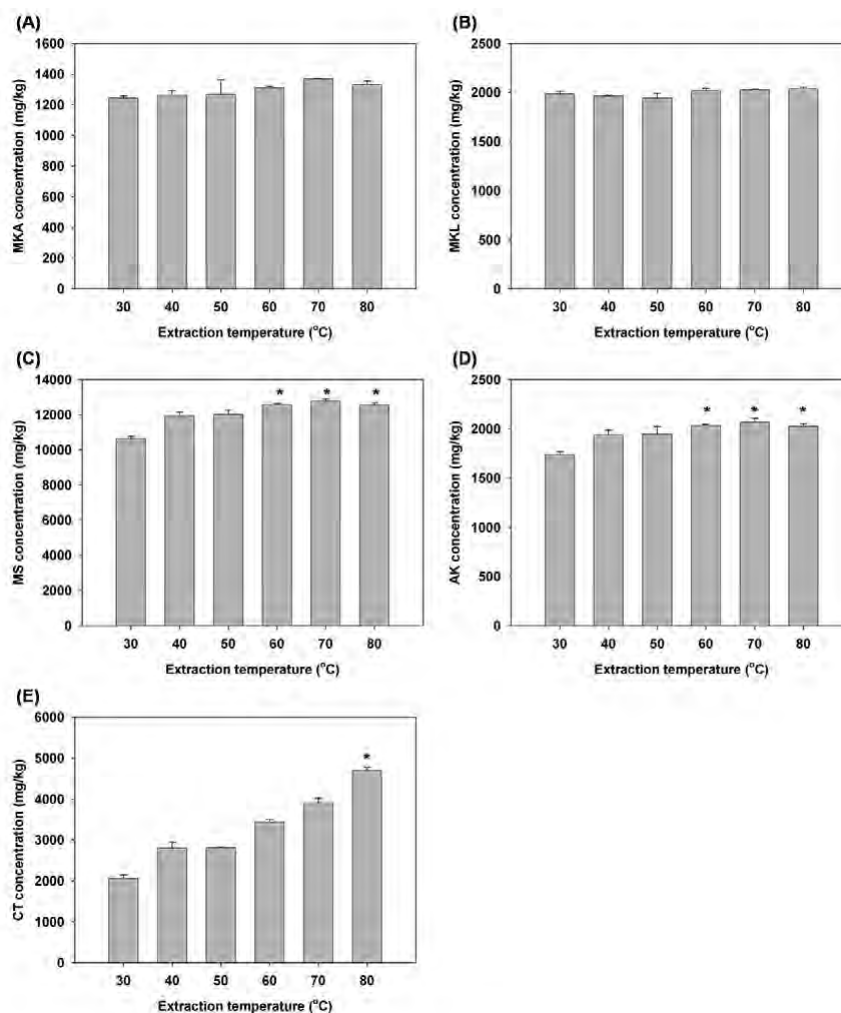 (A)
MKA concentration (mg/kg)
1600
1400
1200
1000
800
600
400
200
0
30 40 50 60 70 80
Extraction temperature (°C)
(B)
MKL concentration (mg/kg)
2500
2000
1500
1000
500
0
30 40 50 60 70 80
Extraction temperature (°C)
(C)
MS concentration (mg/kg)
14000
12000
10000
8000
6000
4000
2000
0
* * *
30 40 50 60 70 80
Extraction temperature (°C)
(D)
AK concentration (mg/kg)
2500
2000
1500
1000
500
0
* * *
30 40 50 60 70 80
Extraction temperature (°C)
(E)
CT concentration (mg/kg)
6000
5000
4000
3000
2000
1000
0
*
30 40 50 60 70 80
Extraction temperature (°C)